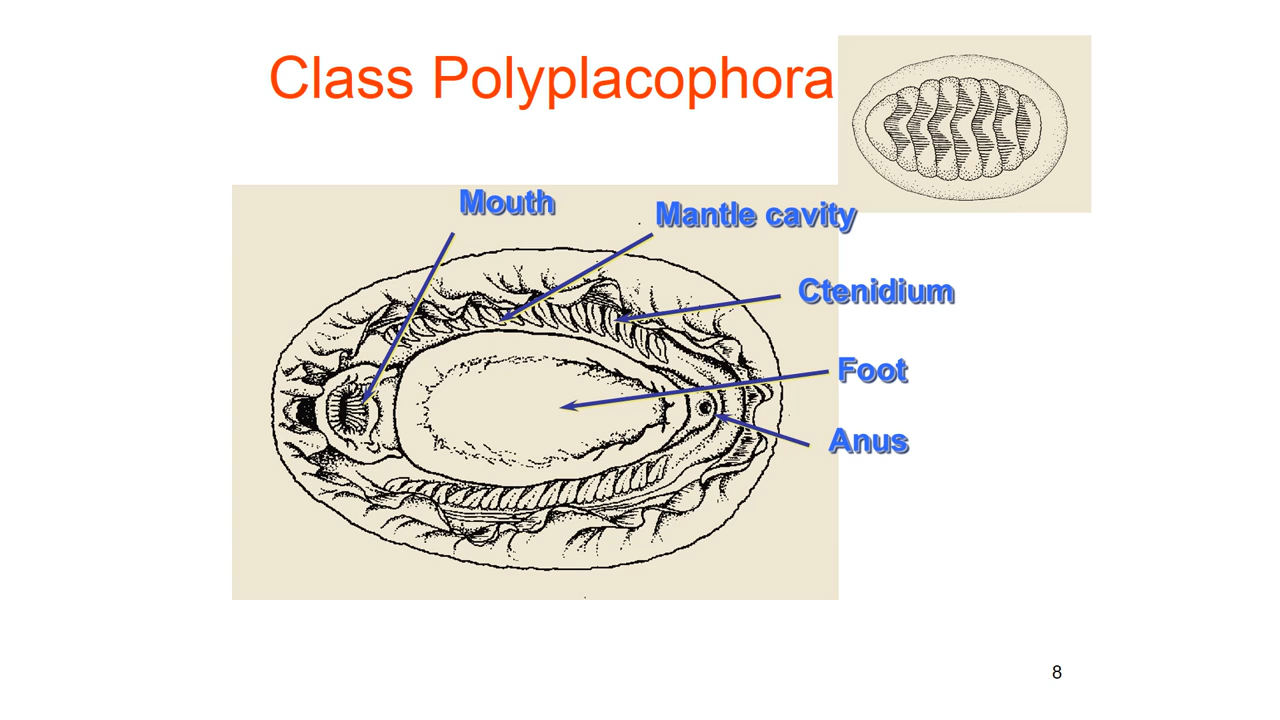 Class Polyplacophora
Mouth
Mantle cavity
Ctenidium
Foot
Anus
8